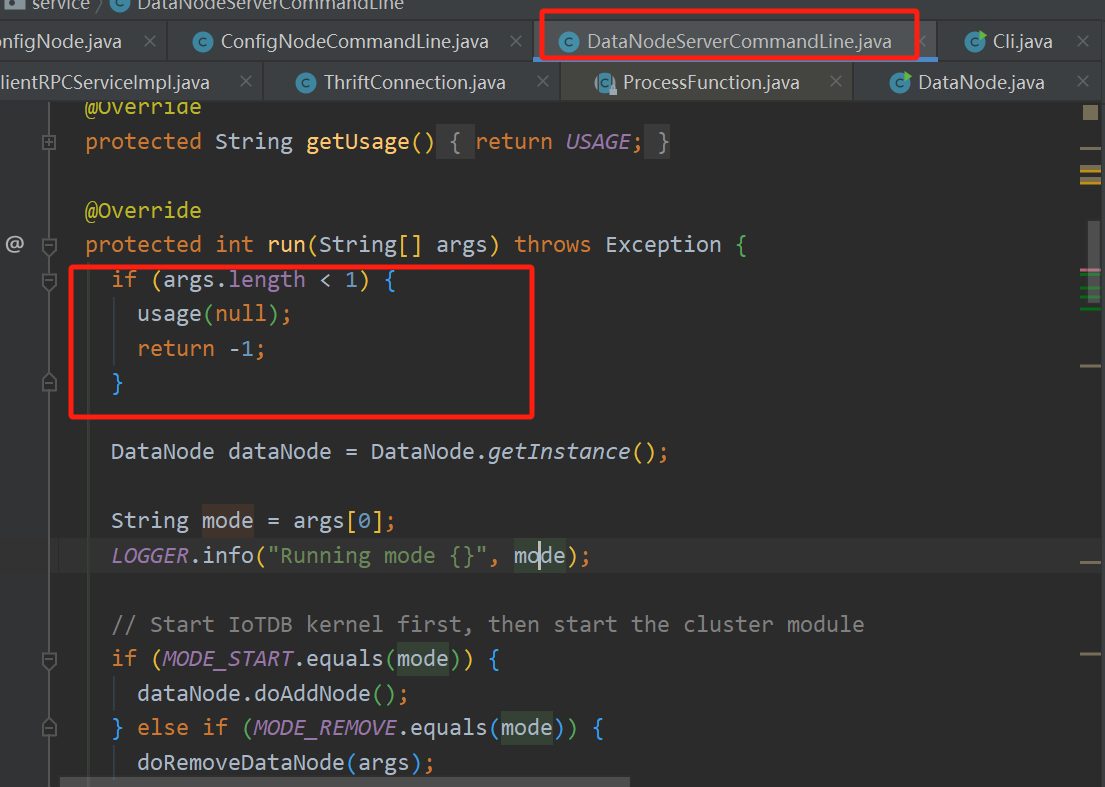 service / DataNodeServerCommandLine
onfigNode.java ConfigNodeCommandLine.java DataNodeServerCommandLine.java Cli.java
lientRPCServiceImpl.java ThriftConnection.java ProcessFunction.java DataNode.java
@Override
protected String getUsage() { return USAGE; }
@Override
protected int run(String[] args) throws Exception {
if (args.length < 1) {
usage(null);
return -1;
}
DataNode dataNode = DataNode.getInstance();
String mode = args[0];
LOGGER.info("Running mode {}", mode);
// Start IoTDB kernel first, then start the cluster module
if (MODE_START.equals(mode)) {
dataNode.doAddNode();
} else if (MODE_REMOVE.equals(mode)) {
doRemoveDataNode(args);